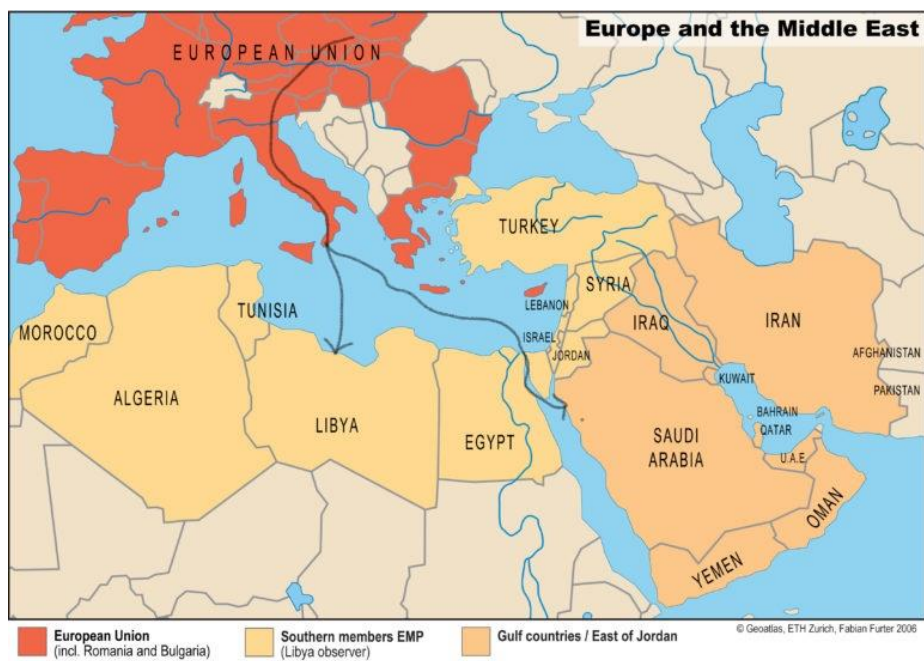 Europe and the Middle East
EUROPEAN UNION
TURKEY
SYRIA
LEBANON
ISRAEL
JORDAN
IRAQ
IRAN
AFGHANISTAN
PAKISTAN
KUWAIT
BAHRAIN
QATAR
U.A.E.
SAUDI
ARABIA
OMAN
YEMEN
MOROCCO
ALGERIA
TUNISIA
LIBYA
EGYPT
© Geoatlas, ETH Zurich, Fabian Furter 2006
European Union
(incl. Romania and Bulgaria)
Southern members EMP
(Libya observer)
Gulf countries / East of Jordan